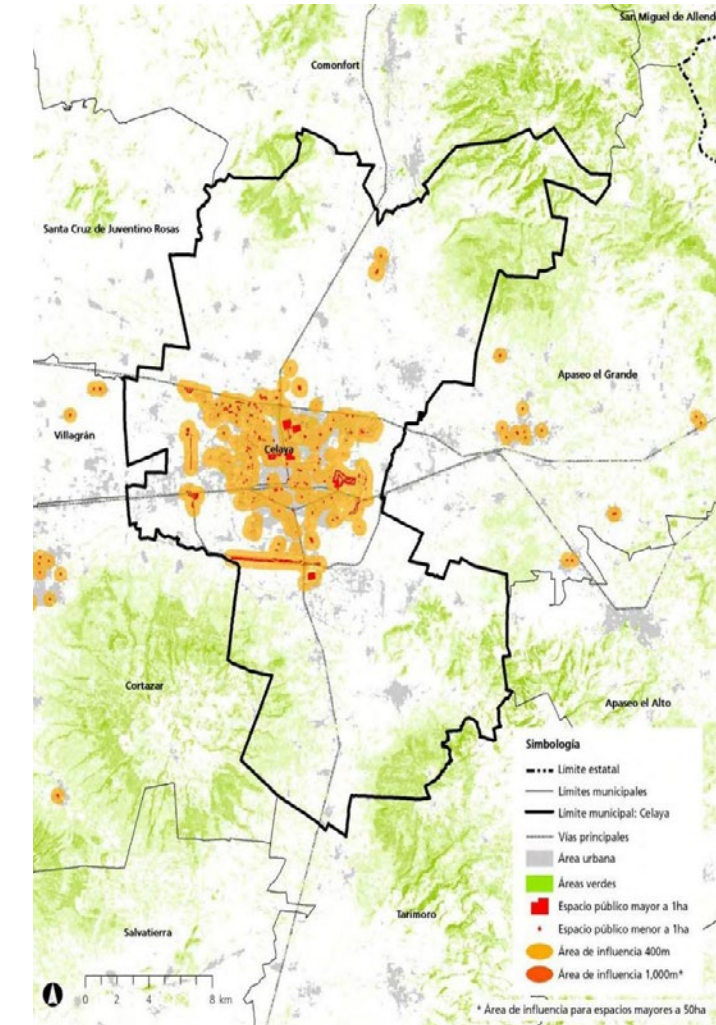 San Miguel de Allend
Comonfort
Santa Cruz de Juventino Rosas
Apaseo el Grande
Villagrán
Celaya
Cortazar
Apaseo el Alto
Simbología
Límite estatal
Límites municipales
Límite municipal: Celaya
Vías principales
Área urbana
Áreas verdes
Espacio público mayor a 1ha
Espacio público menor a 1ha
Área de influencia 400m
Área de influencia 1,000m*
Tarimoro
Salvatierra
0 2 4 8 km
* Área de influencia para espacios mayores a 50ha